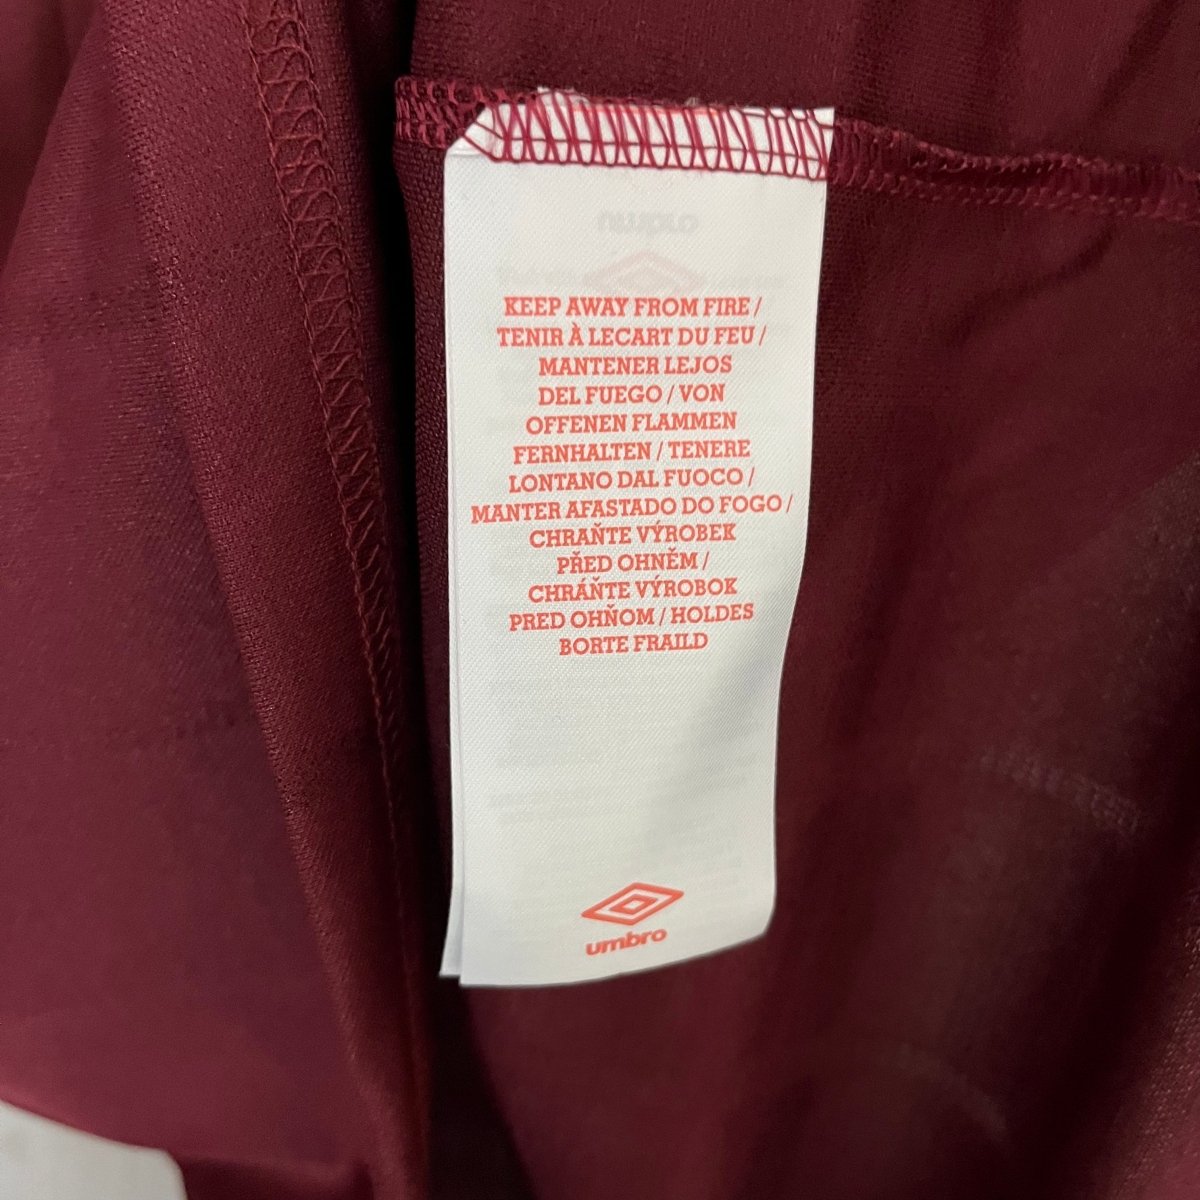 KEEP AWAY FROM FIRE /
TENIR À LECART DU FEU /
MANTENER LEJOS
DEL FUEGO / VON
OFFENEN FLAMMEN
FERNHALTEN / TENERE
LONTANO DAL FUOCO /
MANTER AFASTADO DO FOGO /
CHRAŇTE VÝROBEK
PŘED OHNĚM /
CHRÁŇTE VÝROBOK
PRED OHŇOM / HOLDES
BORTE FRAILD
umbro